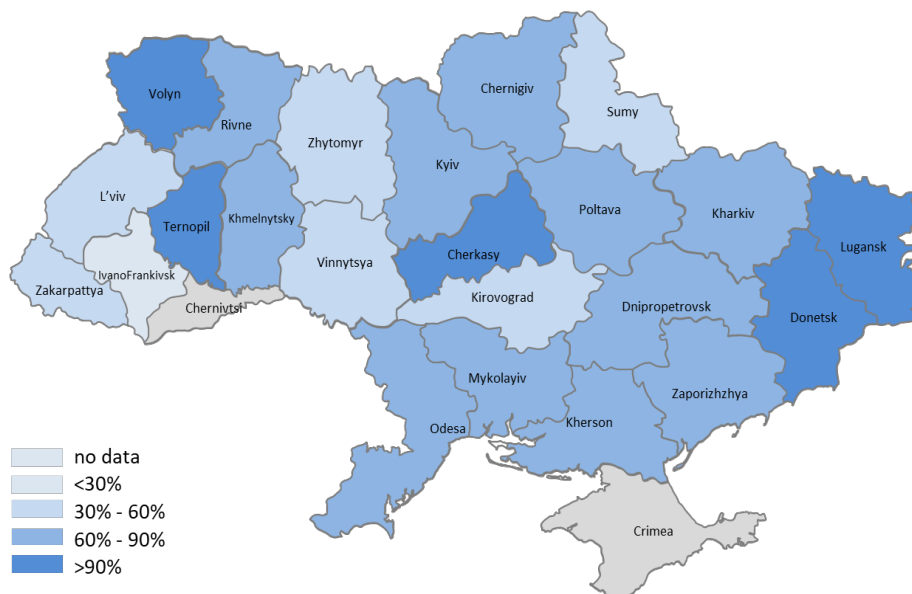 Volyn
Rivne
Chernigiv
Sumy
Zhytomyr
Kyiv
L'viv
Ternopil
Khmelnytsky
Poltava
Kharkiv
Lugansk
Vinnytsya
Cherkasy
IvanoFrankivsk
Zakarpattya
Chernivtsi
Kirovograd
Dnipropetrovsk
Donetsk
Mykolayiv
Zaporizhzhya
Odesa
Kherson
Crimea
no data
<30%
30% - 60%
60% - 90%
>90%